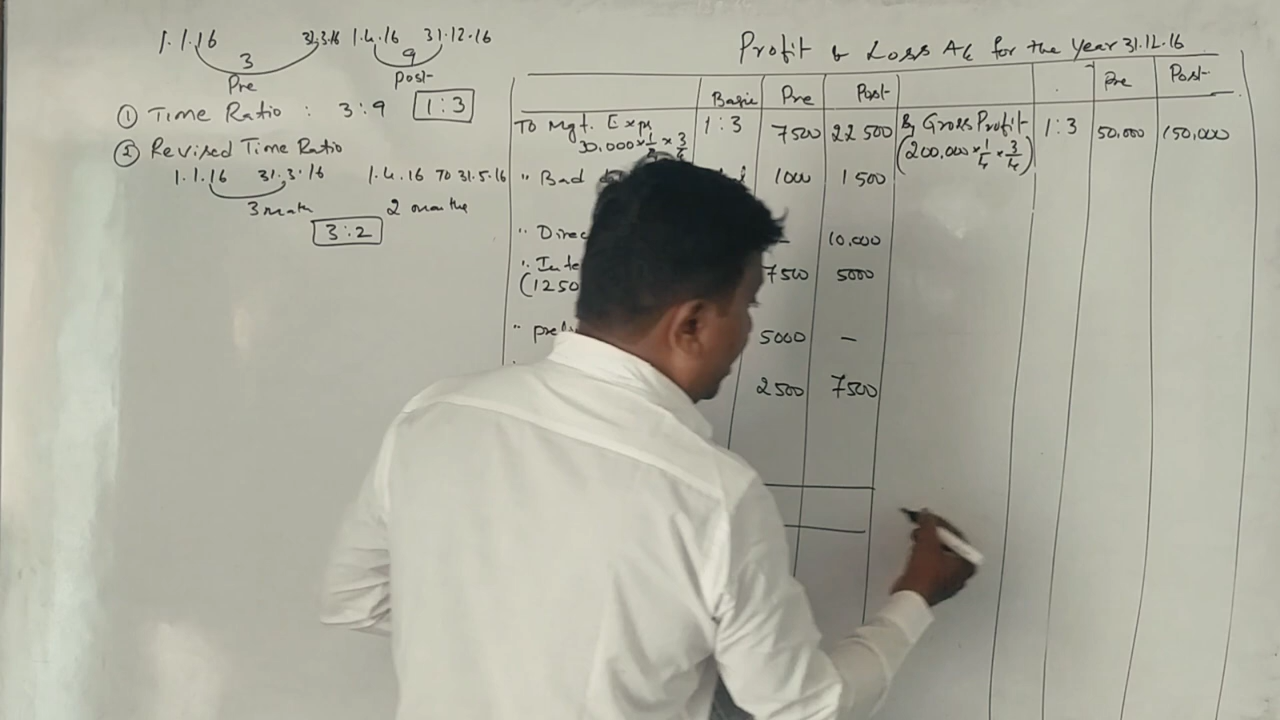 1.1.16 31.3.16 1.4.16 31.12.16
3 9
Pre Post
① Time Ratio : 3:9 1:3
② Revised Time Ratio
1.1.16 31.3.16 1.4.16 TO 31.5.16
3 month 2 months
3:2
Profit & Loss A/c for the Year 31.12.16
Basic Pre Post Pre Post
To Mgt. Exp 1:3 7500 22500 By Gross Profit 1:3 50,000 150,000
30,000×1/4×3/4 (200,000×1/4×3/4)
" Bad 1000 1500
" Direc – 10,000
" Inte 7500 5000
(1250
" preli 5000 –
2500 7500